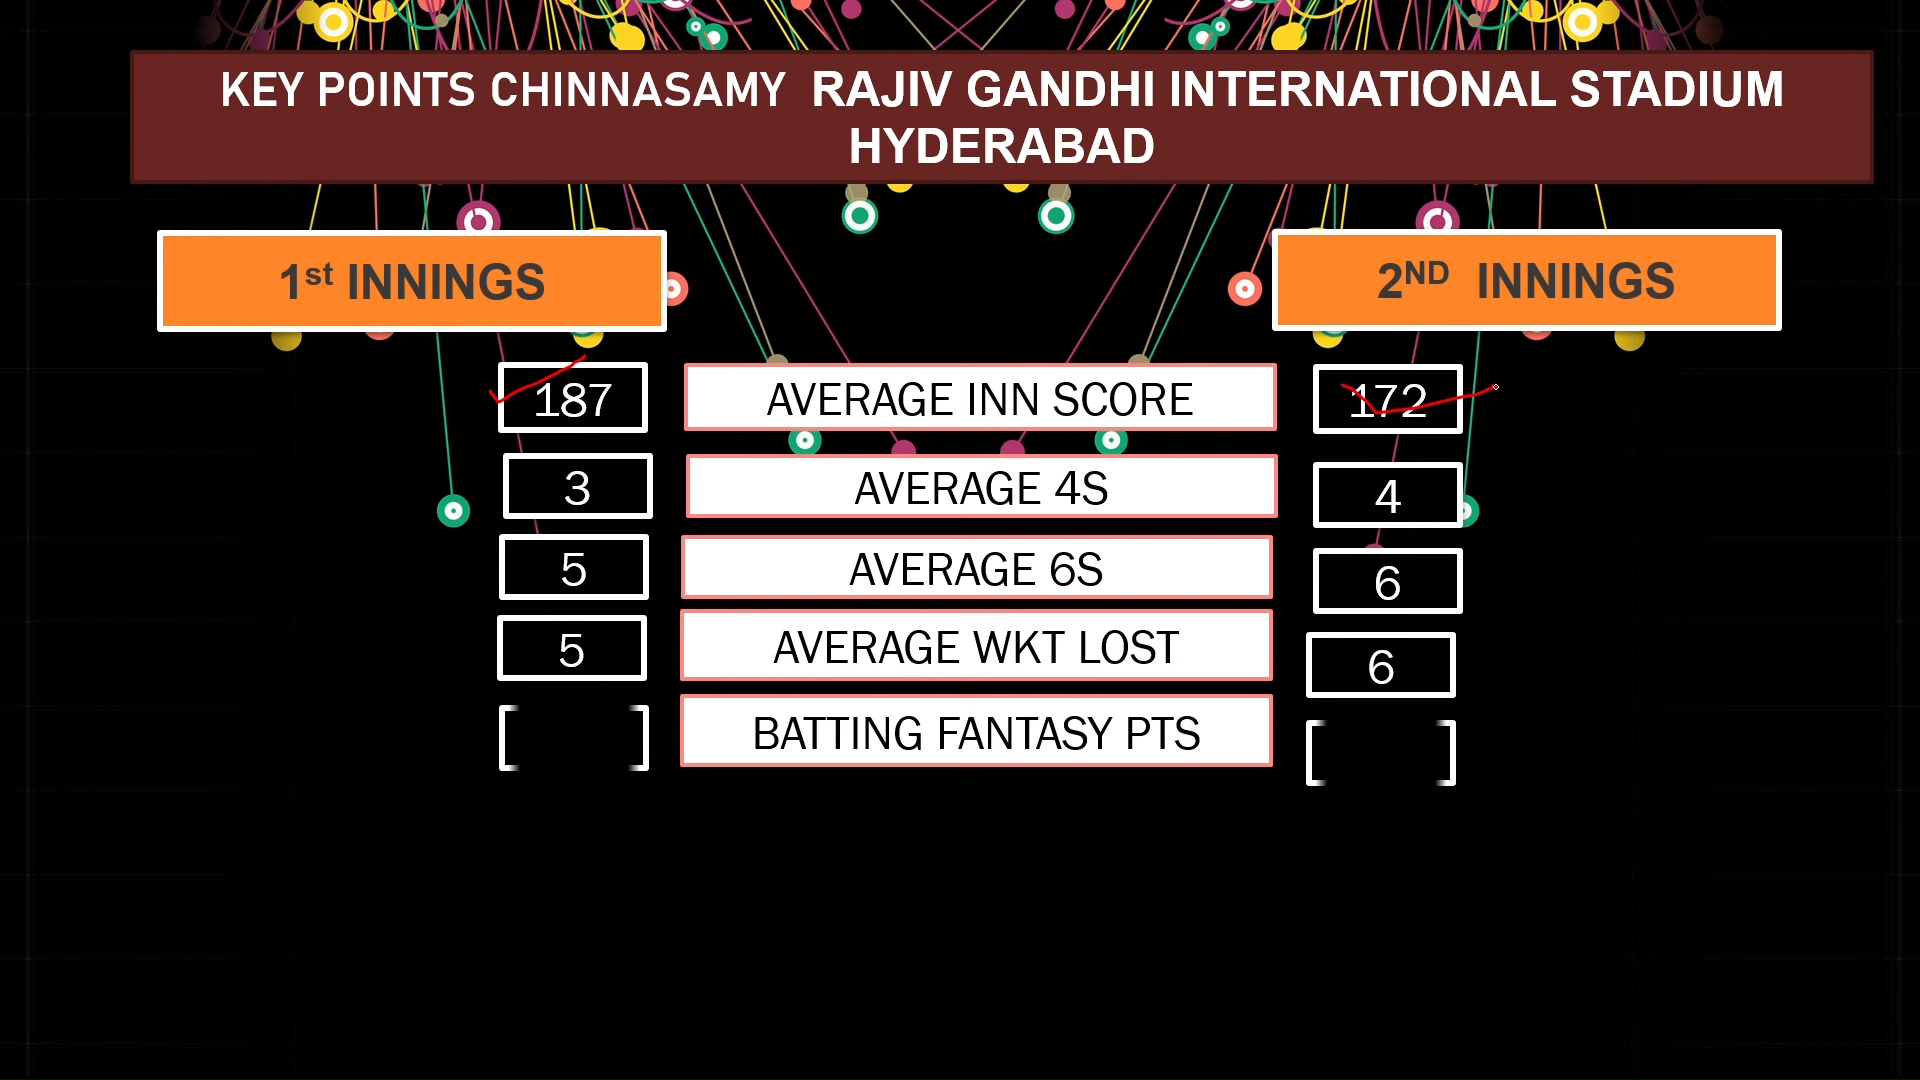 KEY POINTS CHINNASAMY RAJIV GANDHI INTERNATIONAL STADIUM
HYDERABAD
1st INNINGS
2ND INNINGS
187 AVERAGE INN SCORE 172
3 AVERAGE 4S 4
5 AVERAGE 6S 6
5 AVERAGE WKT LOST 6
BATTING FANTASY PTS